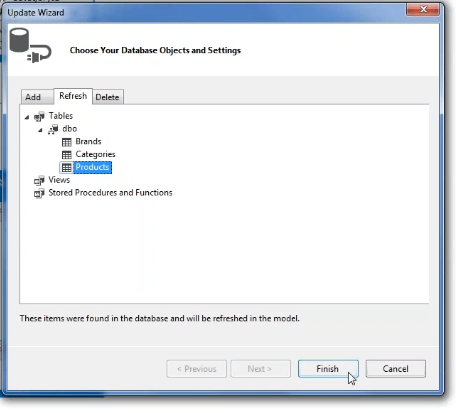 Update Wizard
Choose Your Database Objects and Settings
Add Refresh Delete
Tables
dbo
Brands
Categories
Products
Views
Stored Procedures and Functions
These items were found in the database and will be refreshed in the model.
< Previous Next > Finish Cancel